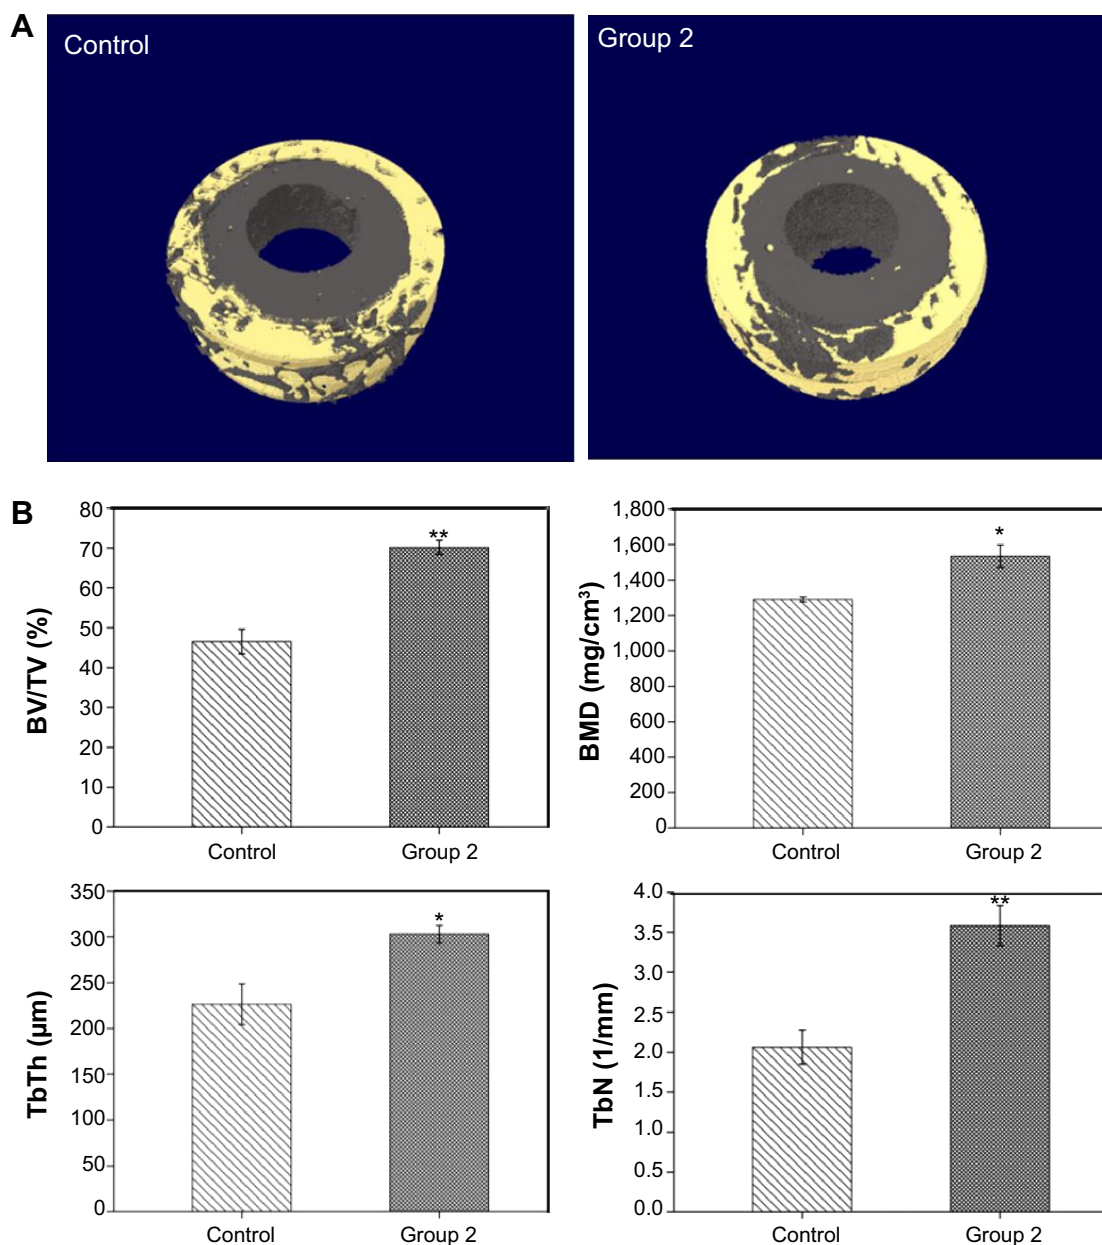 A
Control
Group 2
B
80
70
60
50
40
30
20
10
0
BV/TV (%)
**
Control
Group 2
1,800
1,600
1,400
1,200
1,000
800
600
400
200
0
BMD (mg/cm³)
*
Control
Group 2
350
300
250
200
150
100
50
0
TbTh (μm)
*
Control
Group 2
4.0
3.5
3.0
2.5
2.0
1.5
1.0
0.5
0.0
TbN (1/mm)
**
Control
Group 2